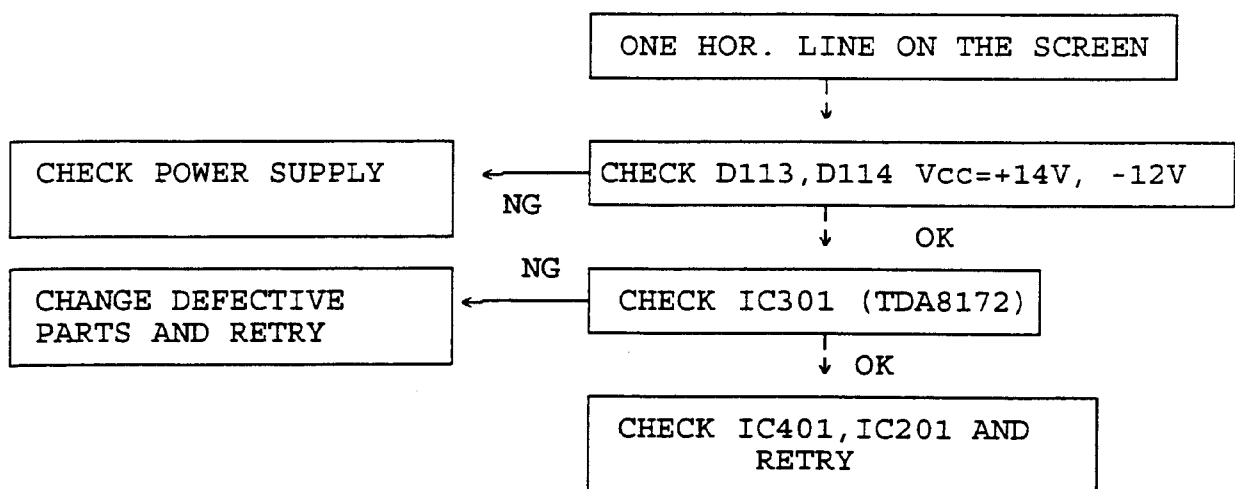 ONE HOR. LINE ON THE SCREEN
CHECK POWER SUPPLY
NG
CHECK D113,D114 Vcc=+14V, -12V
OK
CHANGE DEFECTIVE
PARTS AND RETRY
NG
CHECK IC301 (TDA8172)
OK
CHECK IC401,IC201 AND
RETRY